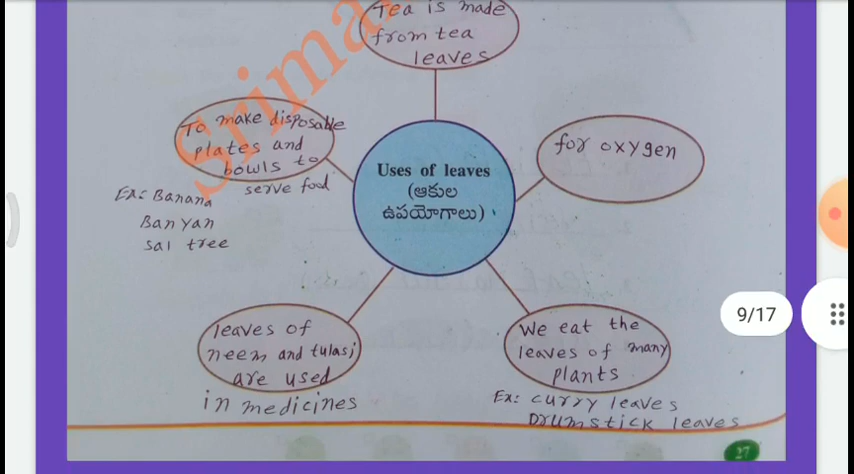 Tea is made
from tea
leaves
To make disposable
plates and
bowls to
serve food
Ex: Banana
Banyan
sal tree
for oxygen
Uses of leaves
(ఆకుల
ఉపయోగాలు)
leaves of
neem and tulasi
are used
in medicines
We eat the
leaves of many
plants
Ex: curry leaves
Drumstick leaves
Srima
9/17
27